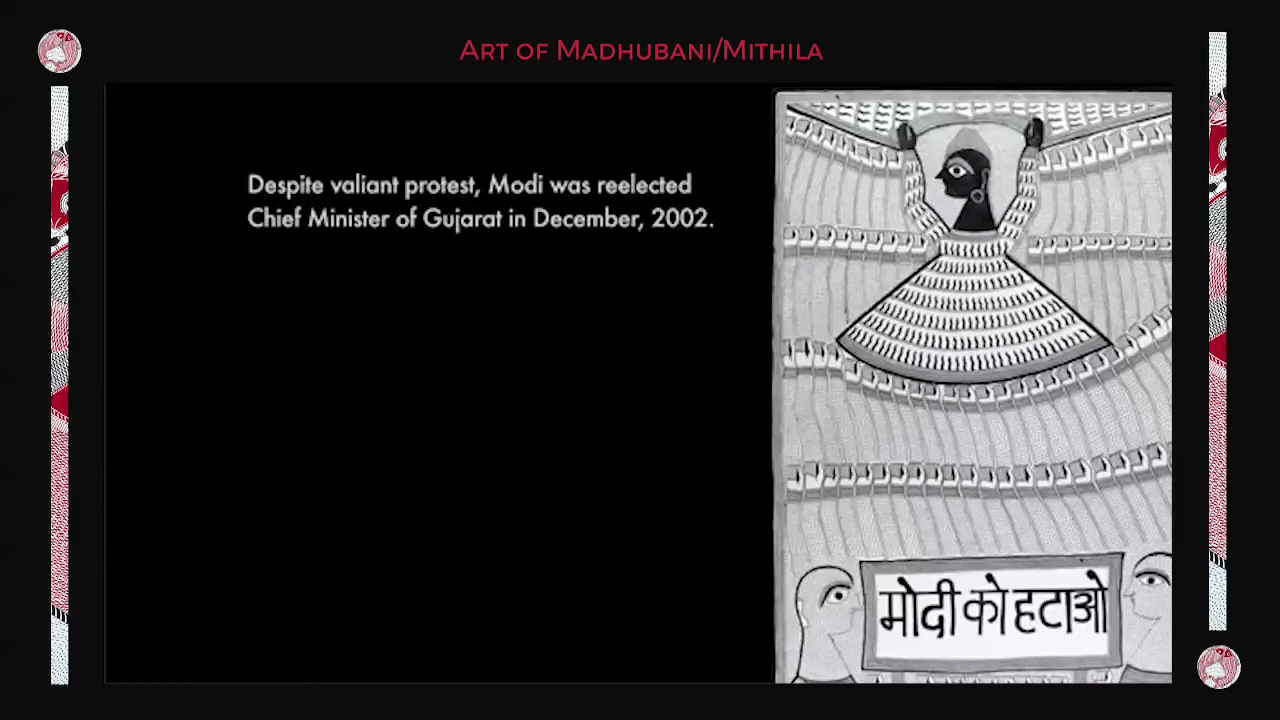 Art of Madhubani/Mithila
Despite valiant protest, Modi was reelected
Chief Minister of Gujarat in December, 2002.
मोदी को हटाओ